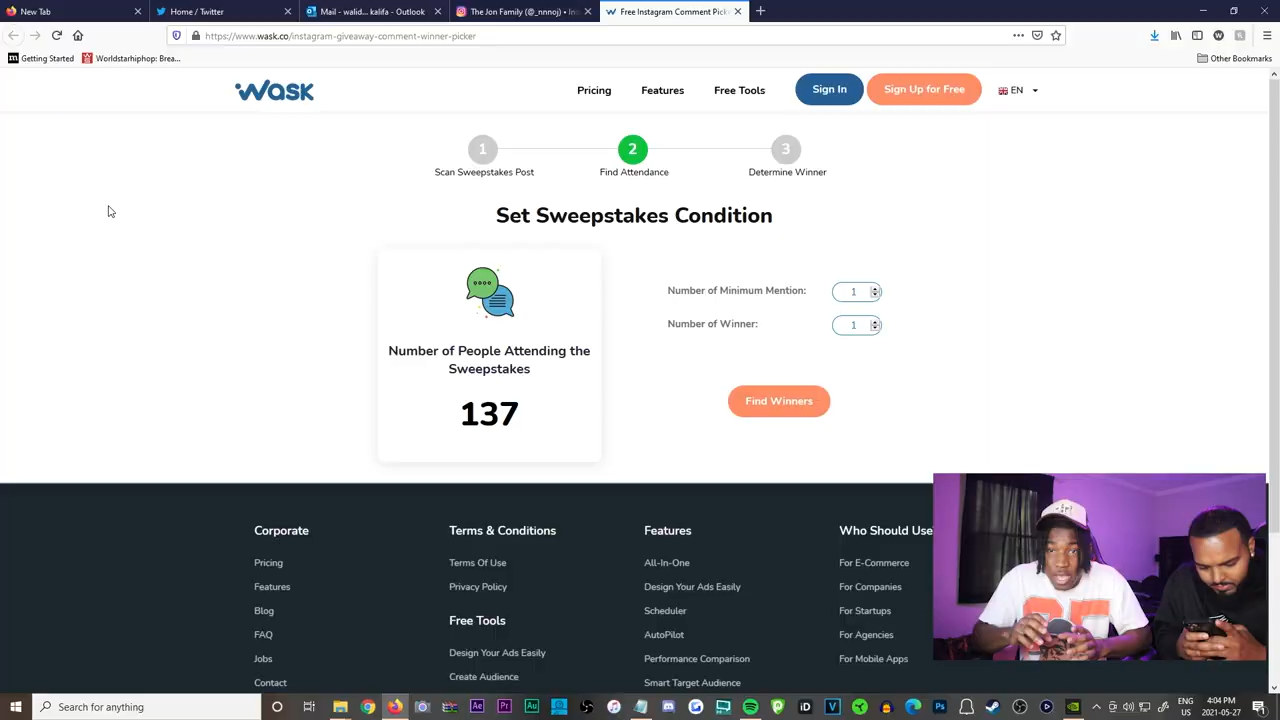 New Tab
Home / Twitter
Mail - walid... kalifa - Outlook
The Jon Family (@_nnnoj) • Ins
Free Instagram Comment Pick
https://www.wask.co/instagram-giveaway-comment-winner-picker
Getting Started
Worldstarhiphop: Brea...
Other Bookmarks
wask
Pricing
Features
Free Tools
Sign In
Sign Up for Free
EN
1
2
3
Scan Sweepstakes Post
Find Attendance
Determine Winner
Set Sweepstakes Condition
Number of People Attending the
Sweepstakes
137
Number of Minimum Mention:
1
Number of Winner:
1
Find Winners
Corporate
Pricing
Features
Blog
FAQ
Jobs
Contact
Terms & Conditions
Terms Of Use
Privacy Policy
Free Tools
Design Your Ads Easily
Create Audience
Features
All-In-One
Design Your Ads Easily
Scheduler
AutoPilot
Performance Comparison
Smart Target Audience
Who Should Use
For E-Commerce
For Companies
For Startups
For Agencies
For Mobile Apps
Search for anything
Ae
Pr
Au
iD
V
Ps
ENG
US
4:04 PM
2021-05-27